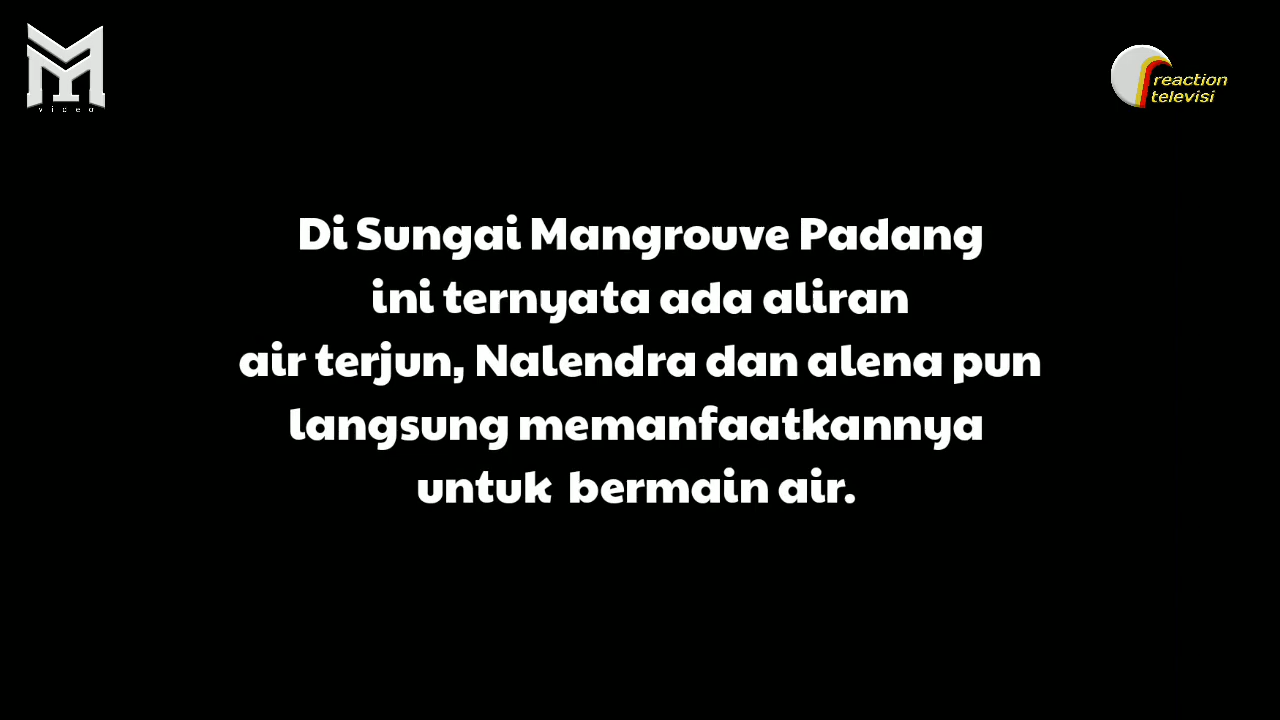 video
reaction
televisi
Di Sungai Mangrouve Padang
ini ternyata ada aliran
air terjun, Nalendra dan alena pun
langsung memanfaatkannya
untuk bermain air.